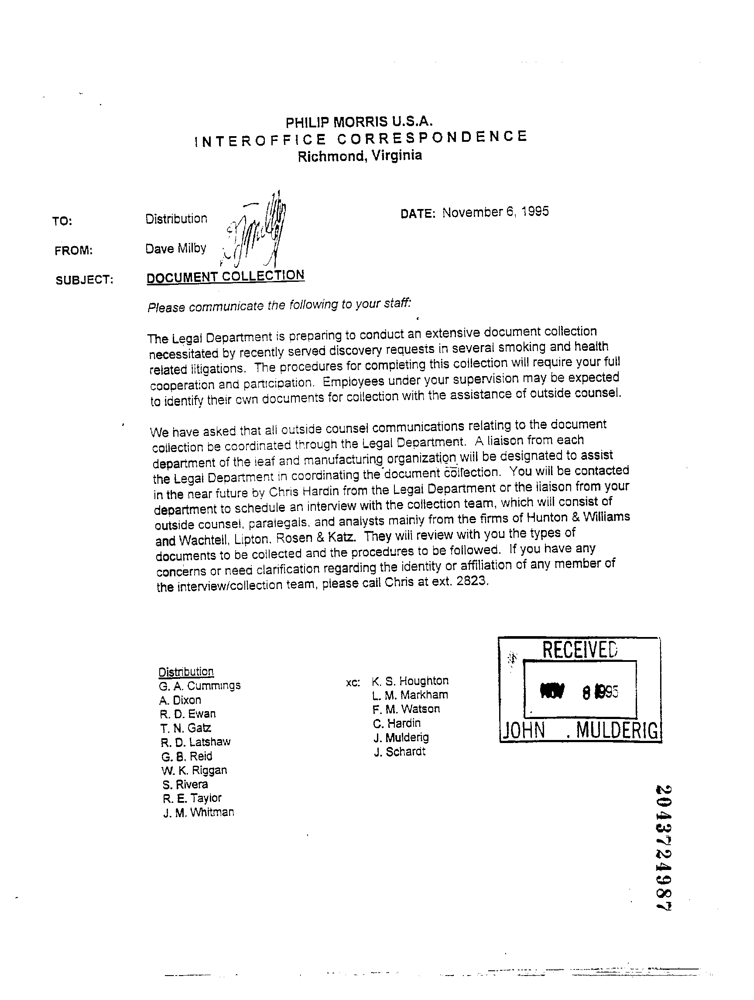 PHILIP MORRIS U.S.A.
INTEROFFICE CORRESPONDENCE
Richmond, Virginia
TO: Distribution DATE: November 6, 1995
FROM: Dave Milby
SUBJECT: DOCUMENT COLLECTION
Please communicate the following to your staff:
The Legal Department is preparing to conduct an extensive document collection
necessitated by recently served discovery requests in several smoking and health
related litigations. The procedures for completing this collection will require your full
cooperation and participation. Employees under your supervision may be expected
to identify their own documents for collection with the assistance of outside counsel.
We have asked that all outside counsel communications relating to the document
collection be coordinated through the Legal Department. A liaison from each
department of the leaf and manufacturing organization will be designated to assist
the Legal Department in coordinating the document collection. You will be contacted
in the near future by Chris Hardin from the Legal Department or the liaison from your
department to schedule an interview with the collection team, which will consist of
outside counsel, paralegals, and analysts mainly from the firms of Hunton & Williams
and Wachtell, Lipton, Rosen & Katz. They will review with you the types of
documents to be collected and the procedures to be followed. If you have any
concerns or need clarification regarding the identity or affiliation of any member of
the interview/collection team, please call Chris at ext. 2823.
Distribution
G. A. Cummings
A. Dixon
R. D. Ewan
T. N. Gatz
R. D. Latshaw
G. B. Reid
W. K. Riggan
S. Rivera
R. E. Taylor
J. M. Whitman
xc: K. S. Houghton
L. M. Markham
F. M. Watson
C. Hardin
J. Mulderig
J. Schardt
RECEIVED
NOV 8 1995
JOHN . MULDERIG
2043724987